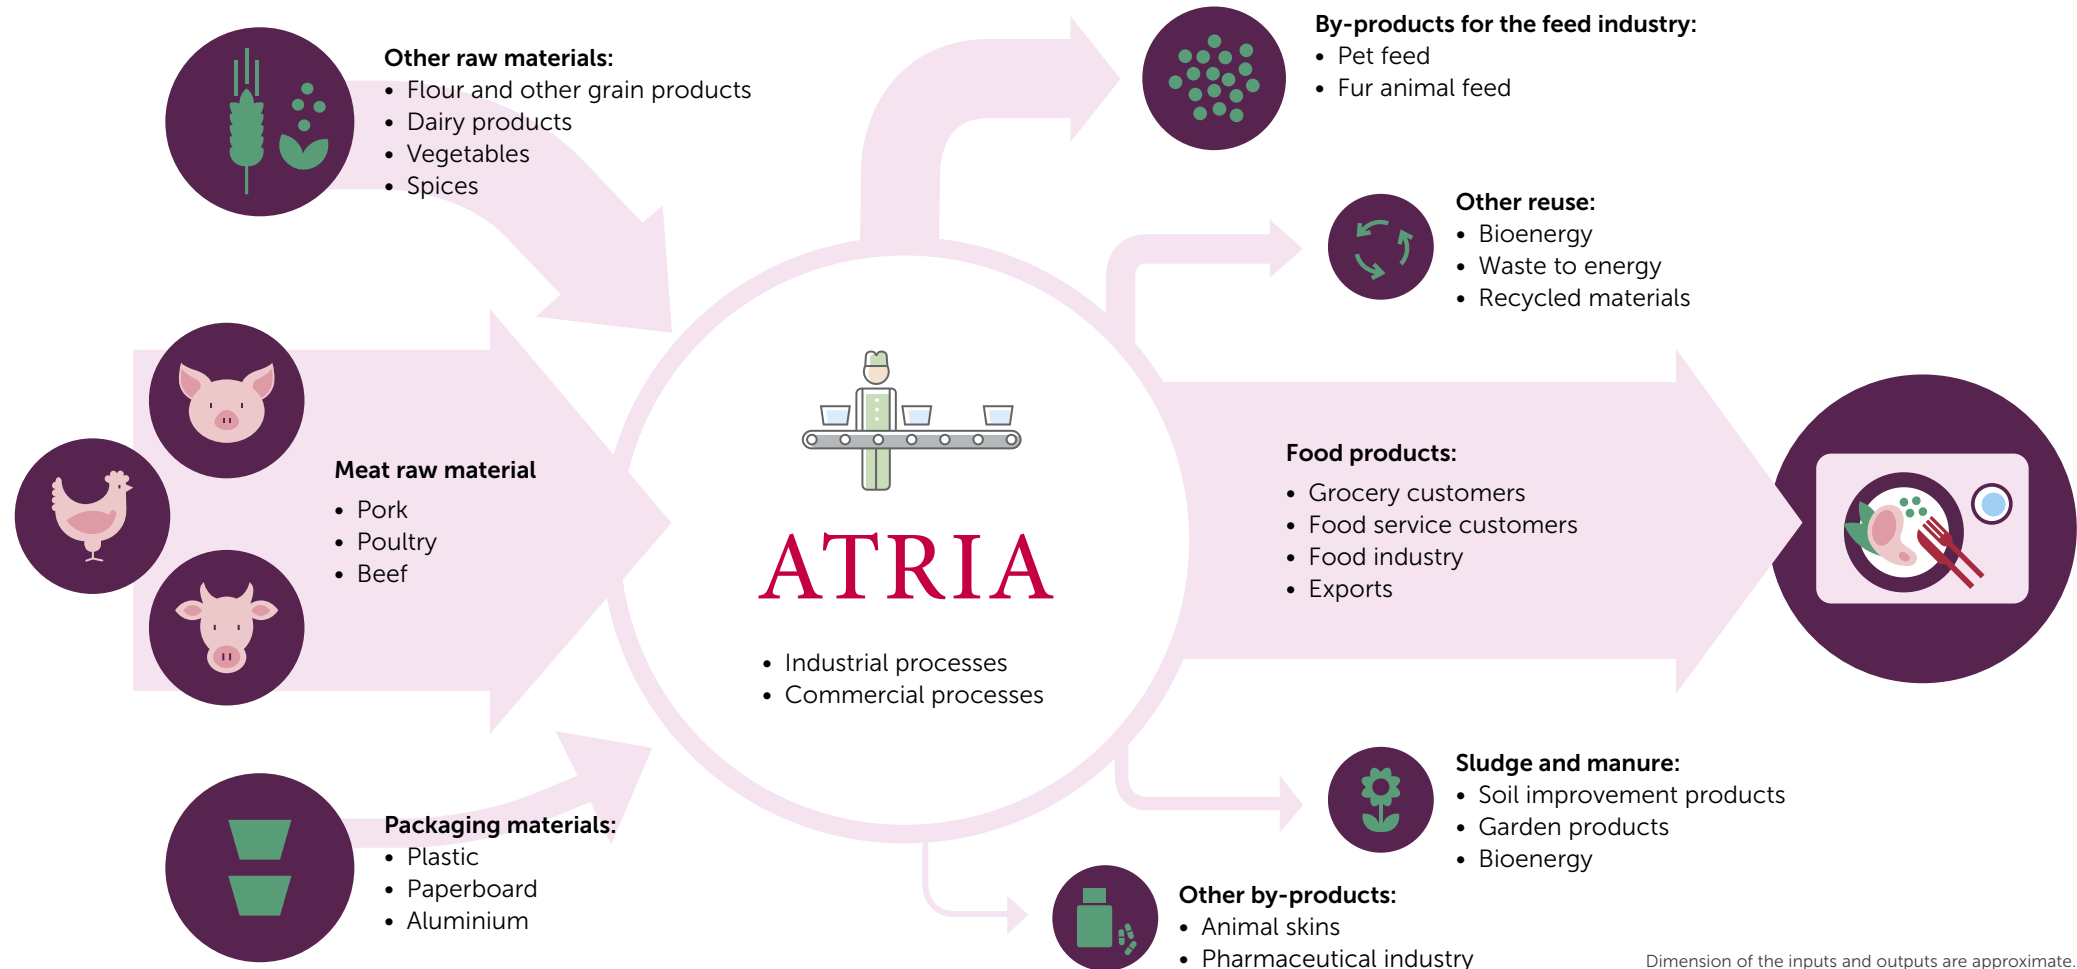 Other raw materials:
• Flour and other grain products
• Dairy products
• Vegetables
• Spices
Meat raw material
• Pork
• Poultry
• Beef
Packaging materials:
• Plastic
• Paperboard
• Aluminium
ATRIA
• Industrial processes
• Commercial processes
By-products for the feed industry:
• Pet feed
• Fur animal feed
Other reuse:
• Bioenergy
• Waste to energy
• Recycled materials
Food products:
• Grocery customers
• Food service customers
• Food industry
• Exports
Sludge and manure:
• Soil improvement products
• Garden products
• Bioenergy
Other by-products:
• Animal skins
• Pharmaceutical industry
Dimension of the inputs and outputs are approximate.